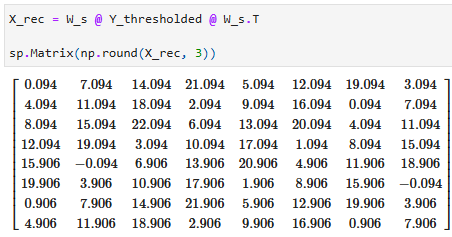 X_rec = W_s @ Y_thresholded @ W_s.T
sp.Matrix(np.round(X_rec, 3))
0.094 7.094 14.094 21.094 5.094 12.094 19.094 3.094
4.094 11.094 18.094 2.094 9.094 16.094 0.094 7.094
8.094 15.094 22.094 6.094 13.094 20.094 4.094 11.094
12.094 19.094 3.094 10.094 17.094 1.094 8.094 15.094
15.906 −0.094 6.906 13.906 20.906 4.906 11.906 18.906
19.906 3.906 10.906 17.906 1.906 8.906 15.906 −0.094
0.906 7.906 14.906 21.906 5.906 12.906 19.906 3.906
4.906 11.906 18.906 2.906 9.906 16.906 0.906 7.906